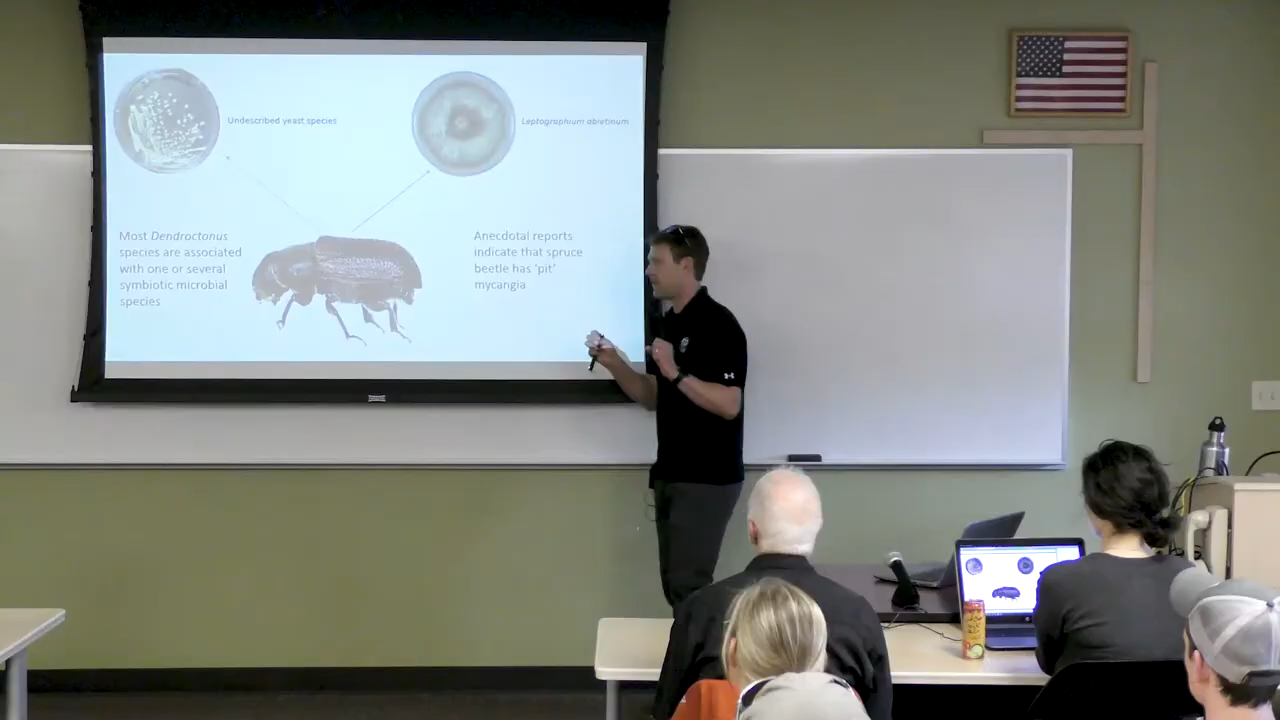 Undescribed yeast species
Leptographium abietinum
Most Dendroctonus
species are associated
with one or several
symbiotic microbial
species
Anecdotal reports
indicate that spruce
beetle has 'pit'
mycangia